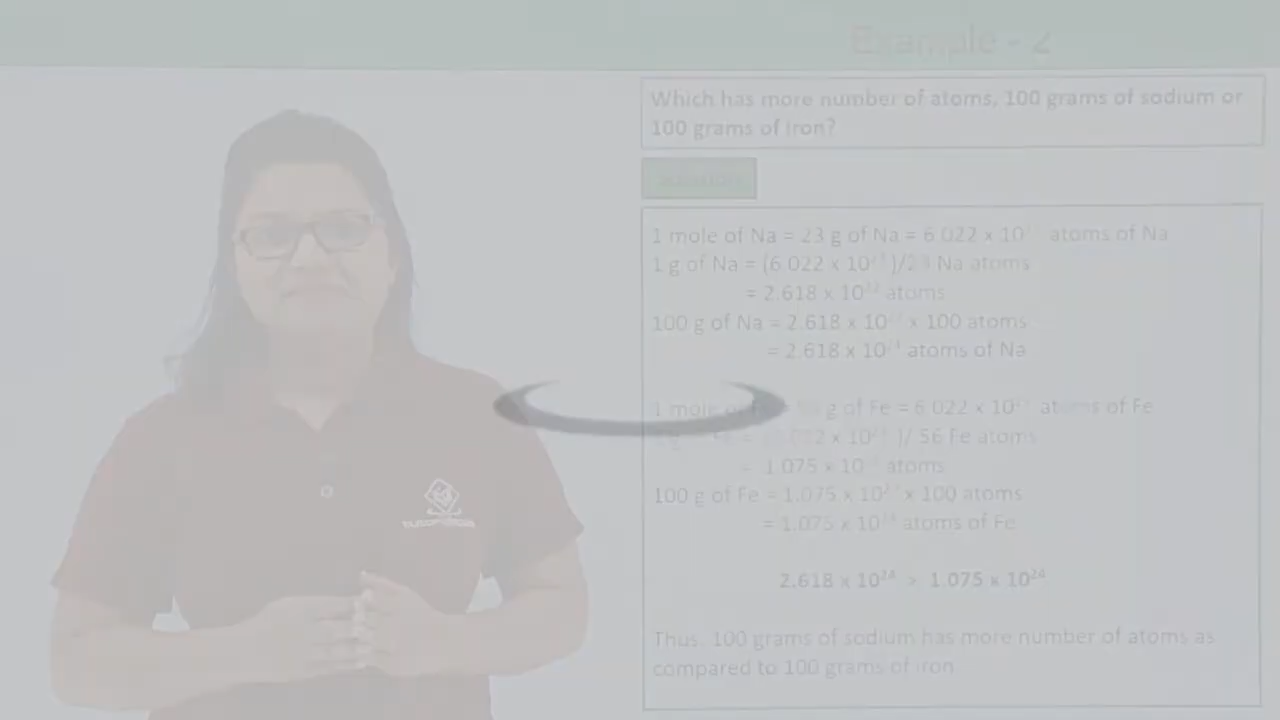 Example - 2
Which has more number of atoms, 100 grams of sodium or
100 grams of iron?
1 mole of Na = 23 g of Na = 6.022 x 10²³ atoms of Na
1 g of Na = (6.022 x 10²³)/23 Na atoms
= 2.618 x 10²² atoms
100 g of Na = 2.618 x 10²² x 100 atoms
= 2.618 x 10²⁴ atoms of Na
1 mole g of Fe = 6.022 x 10²³ atoms of Fe
)/ 56 Fe atoms
= 1.075 x 10²² atoms
100 g of Fe = 1.075 x 10²² x 100 atoms
= 1.075 x 10²⁴ atoms of Fe
2.618 x 10²⁴ > 1.075 x 10²⁴
Thus, 100 grams of sodium has more number of atoms as
compared to 100 grams of iron